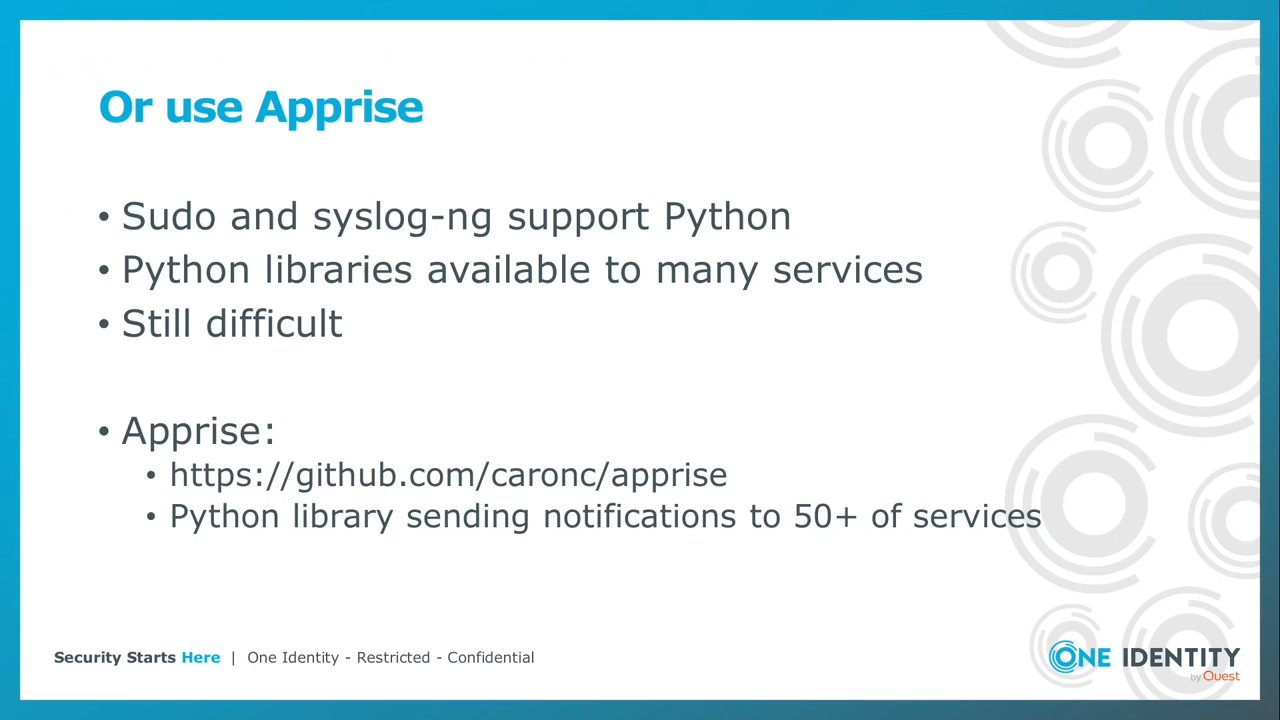 Or use Apprise
• Sudo and syslog-ng support Python
• Python libraries available to many services
• Still difficult
• Apprise:
• https://github.com/caronc/apprise
• Python library sending notifications to 50+ of services
Security Starts Here | One Identity - Restricted - Confidential
ONE IDENTITY
by Quest